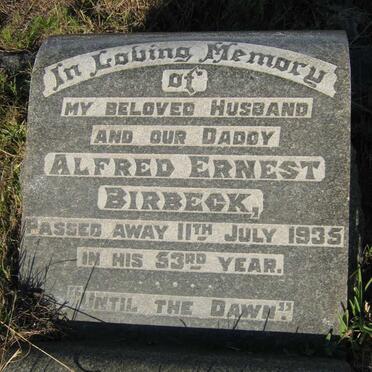 In Loving Memory
of
MY BELOVED HUSBAND
AND OUR DADDY
ALFRED ERNEST
BIRBECK,
PASSED AWAY 11TH JULY 1935
IN HIS 53RD YEAR.
"UNTIL THE DAWN."